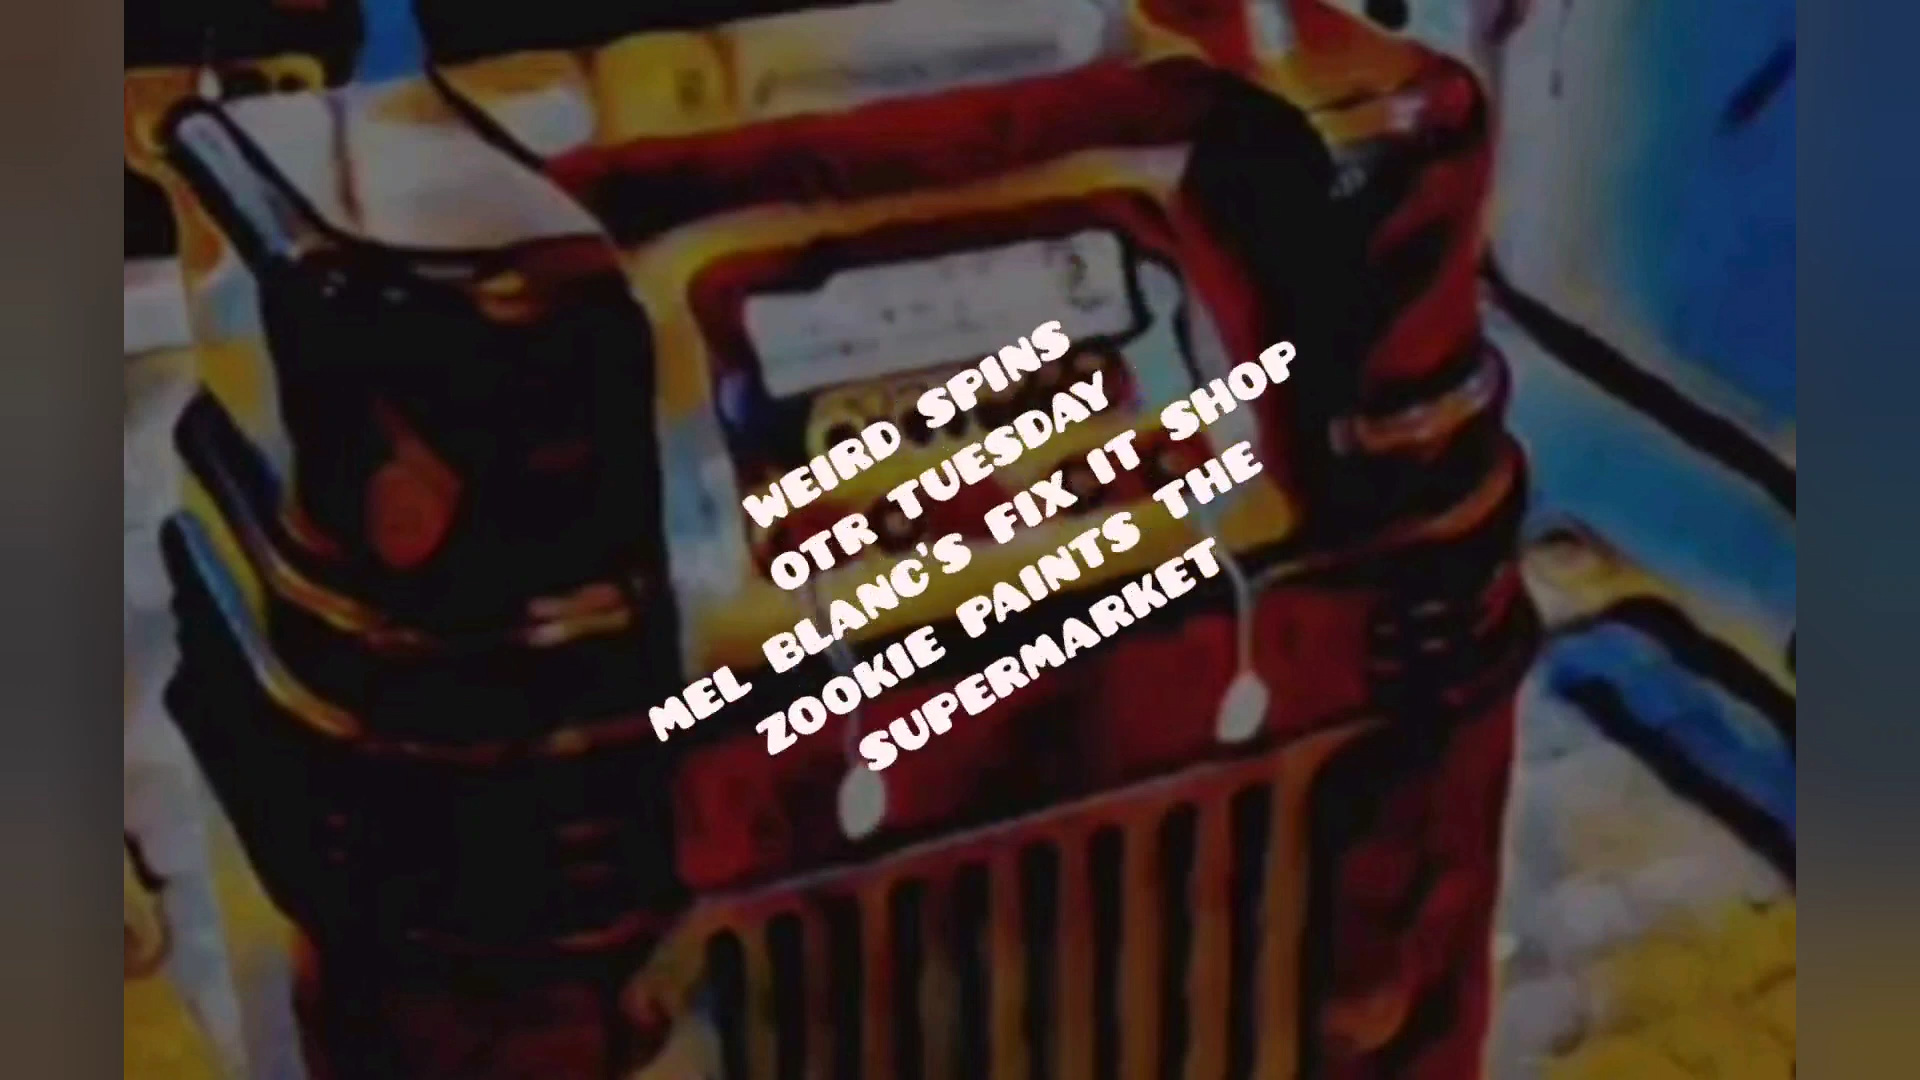 WEIRD SPINS
OTR TUESDAY
MEL BLANC'S FIX IT SHOP
ZOOKIE PAINTS THE
SUPERMARKET